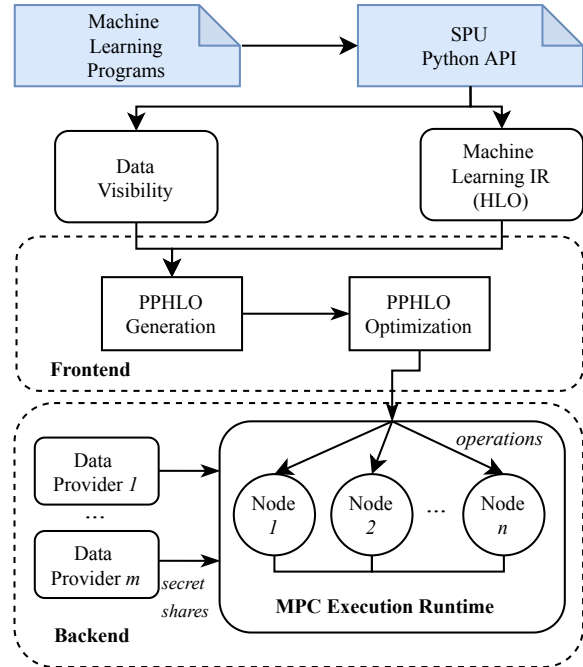 Machine
Learning
Programs
SPU
Python API
Data
Visibility
Machine
Learning IR
(HLO)
PPHLO
Generation
PPHLO
Optimization
Frontend
operations
Data
Provider 1
...
Data
Provider m
secret
shares
Node
1
Node
2
...
Node
n
MPC Execution Runtime
Backend